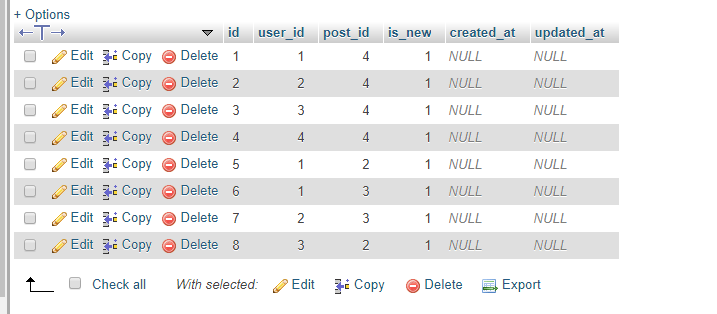 + Options
id user_id post_id is_new created_at updated_at
Edit Copy Delete 1 1 4 1 NULL NULL
Edit Copy Delete 2 2 4 1 NULL NULL
Edit Copy Delete 3 3 4 1 NULL NULL
Edit Copy Delete 4 4 4 1 NULL NULL
Edit Copy Delete 5 1 2 1 NULL NULL
Edit Copy Delete 6 1 3 1 NULL NULL
Edit Copy Delete 7 2 3 1 NULL NULL
Edit Copy Delete 8 3 2 1 NULL NULL
Check all With selected: Edit Copy Delete Export